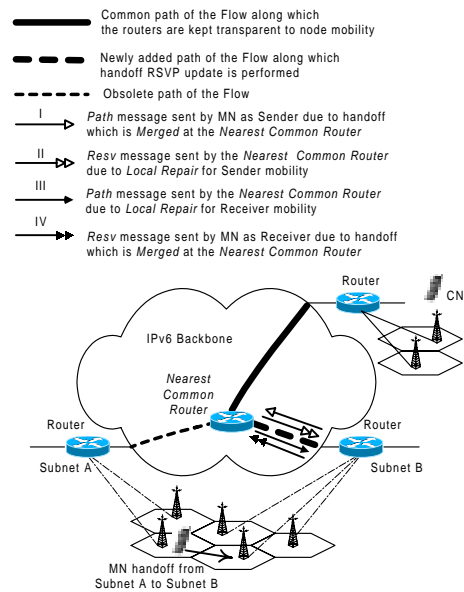 Common path of the Flow along which
the routers are kept transparent to node mobility
Newly added path of the Flow along which
handoff RSVP update is performed
Obsolete path of the Flow
I
Path message sent by MN as Sender due to handoff
which is Merged at the Nearest Common Router
II
Resv message sent by the Nearest Common Router
due to Local Repair for Sender mobility
III
Path message sent by the Nearest Common Router
due to Local Repair for Receiver mobility
IV
Resv message sent by MN as Receiver due to handoff
which is Merged at the Nearest Common Router
Router
CN
IPv6 Backbone
Nearest
Common
Router
Router
Router
Subnet A
Subnet B
MN handoff from
Subnet A to Subnet B